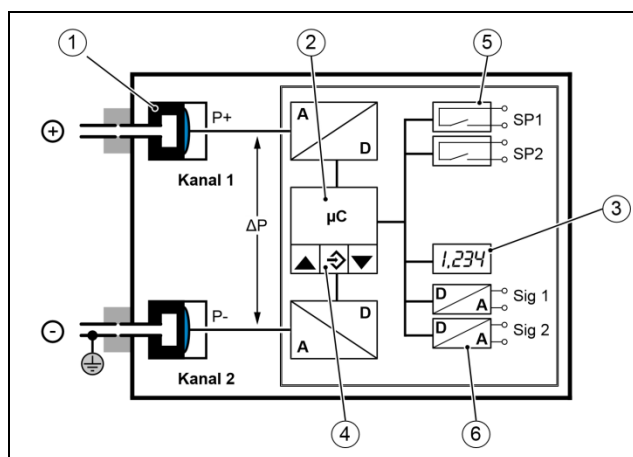 1
2
5
+
P+
A
D
SP1
SP2
Kanal 1
ΔP
µC
3
1,234
D
A
Sig 1
D
A
Sig 2
-
P-
D
A
Kanal 2
4
6